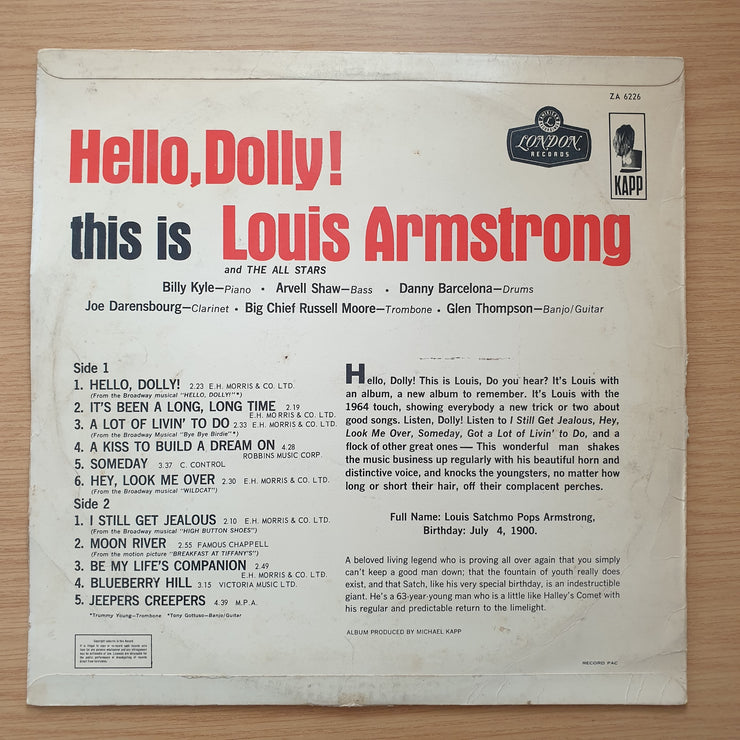 ZA 6226
AMERICAN
RECORDINGS
LONDON
RECORDS
KAPP
Hello, Dolly!
this is Louis Armstrong
and THE ALL STARS
Billy Kyle—Piano • Arvell Shaw—Bass • Danny Barcelona—Drums
Joe Darensbourg—Clarinet • Big Chief Russell Moore—Trombone • Glen Thompson—Banjo/Guitar
Side 1
1. HELLO, DOLLY! 2.23 E.H. MORRIS & CO. LTD.
(From the Broadway musical "HELLO, DOLLY!"*)
2. IT'S BEEN A LONG, LONG TIME 2.19
E.H. MORRIS & CO. LTD.
3. A LOT OF LIVIN' TO DO 2.33 E.H. MORRIS & CO. LTD.
(From the Broadway musical "Bye Bye Birdie"*)
4. A KISS TO BUILD A DREAM ON 4.28
ROBBINS MUSIC CORP.
5. SOMEDAY 3.37 C. CONTROL
6. HEY, LOOK ME OVER 2.30 E.H. MORRIS & CO. LTD.
(From the Broadway musical "WILDCAT")
Side 2
1. I STILL GET JEALOUS 2.10 E.H. MORRIS & CO. LTD.
(From the Broadway musical "HIGH BUTTON SHOES")
2. MOON RIVER 2.55 FAMOUS CHAPPELL
(From the motion picture "BREAKFAST AT TIFFANY'S")
3. BE MY LIFE'S COMPANION 2.49
E.H. MORRIS & CO. LTD.
4. BLUEBERRY HILL 3.15 VICTORIA MUSIC LTD.
5. JEEPERS CREEPERS 4.39 M.P.A.
*Trummy Young—Trombone *Tony Gottuso—Banjo/Guitar
Hello, Dolly! This is Louis, Do you hear? It's Louis with
an album, a new album to remember. It's Louis with the
1964 touch, showing everybody a new trick or two about
good songs. Listen, Dolly! Listen to I Still Get Jealous, Hey,
Look Me Over, Someday, Got a Lot of Livin' to Do, and a
flock of other great ones—This wonderful man shakes
the music business up regularly with his beautiful horn and
distinctive voice, and knocks the youngsters, no matter how
long or short their hair, off their complacent perches.
Full Name: Louis Satchmo Pops Armstrong,
Birthday: July 4, 1900.
A beloved living legend who is proving all over again that you simply
can't keep a good man down; that the fountain of youth really does
exist, and that Satch, like his very special birthday, is an indestructible
giant. He's a 63-year-young man who is a little like Halley's Comet with
his regular and predictable return to the limelight.
ALBUM PRODUCED BY MICHAEL KAPP
RECORD PAC